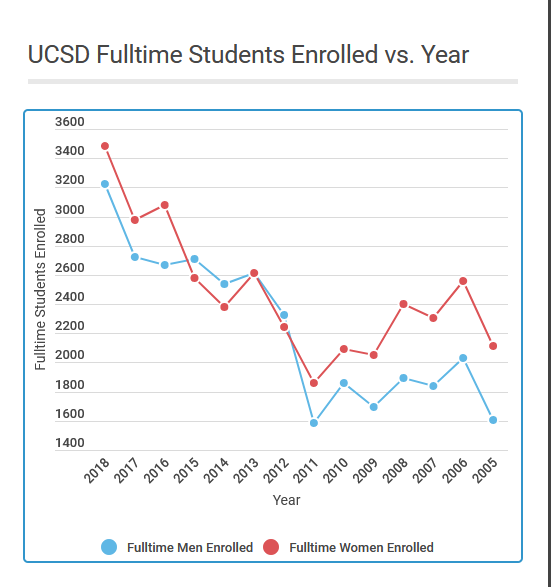 UCSD Fulltime Students Enrolled vs. Year
3600
3400
3200
3000
2800
2600
2400
2200
2000
1800
1600
1400
Fulltime Students Enrolled
2018 2017 2016 2015 2014 2013 2012 2011 2010 2009 2008 2007 2006 2005
Year
Fulltime Men Enrolled Fulltime Women Enrolled